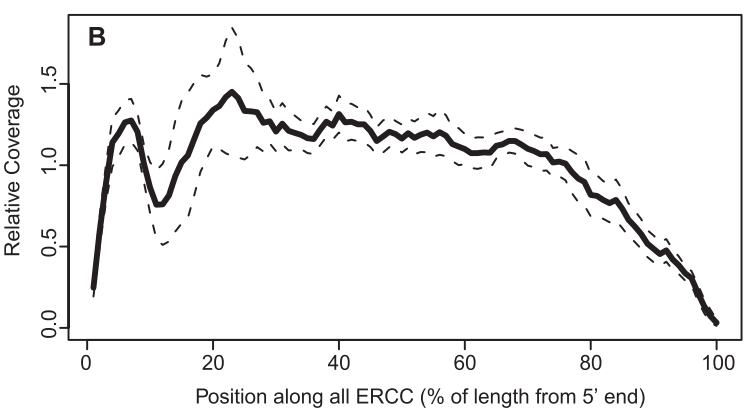 B
Relative Coverage
1.5
1.0
0.5
0.0
0 20 40 60 80 100
Position along all ERCC (% of length from 5’ end)